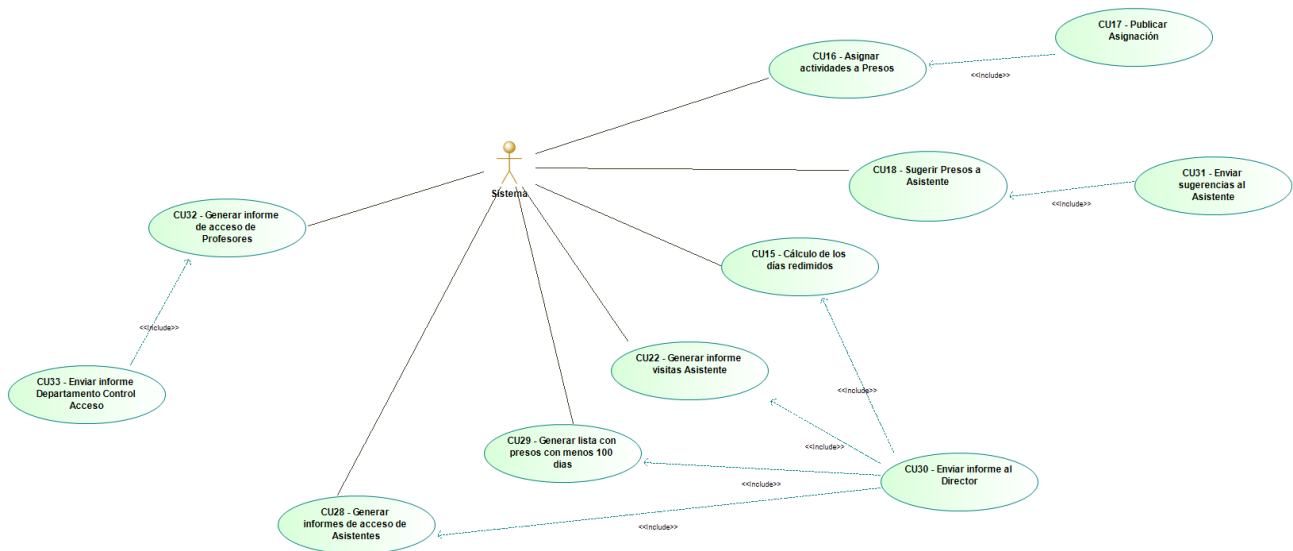 CU17 - Publicar
Asignación
CU16 - Asignar
actividades a Presos
<<Include>>
Sistema
CU18 - Sugerir Presos a
Asistente
CU31 - Enviar
sugerencias al
Asistente
<<Include>>
CU32 - Generar informe
de acceso de
Profesores
CU15 - Cálculo de los
días redimidos
<<Include>>
CU33 - Enviar informe
Departamento Control
Acceso
CU22 - Generar informe
visitas Asistente
<<Include>>
<<Include>>
CU29 - Generar lista con
presos con menos 100
dias
<<Include>>
CU30 - Enviar informe al
Director
CU28 - Generar
informes de acceso de
Asistentes
<<Include>>